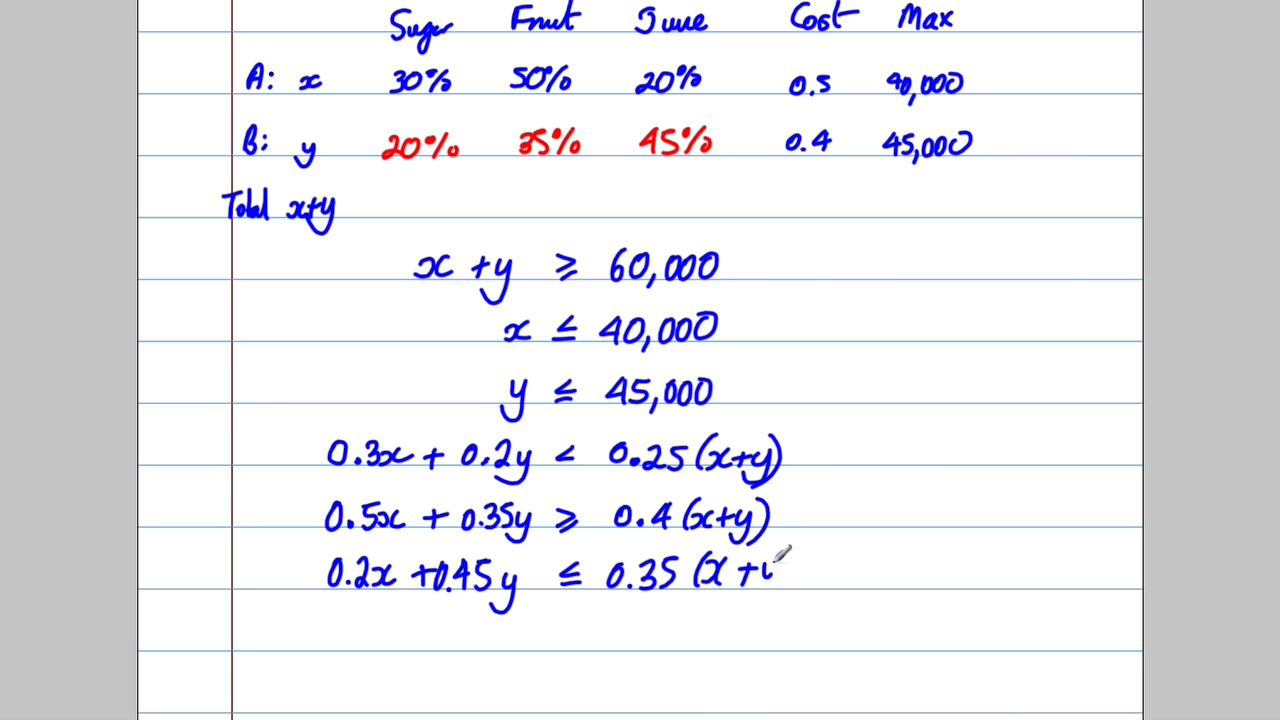 Sugar Fruit Juice Cost Max
A: x 30% 50% 20% 0.5 40,000
B: y 20% 35% 45% 0.4 45,000
Total x+y
x + y ≥ 60,000
x ≤ 40,000
y ≤ 45,000
0.3x + 0.2y < 0.25 (x+y)
0.5x + 0.35y ≥ 0.4 (x+y)
0.2x + 0.45y ≤ 0.35 (x +